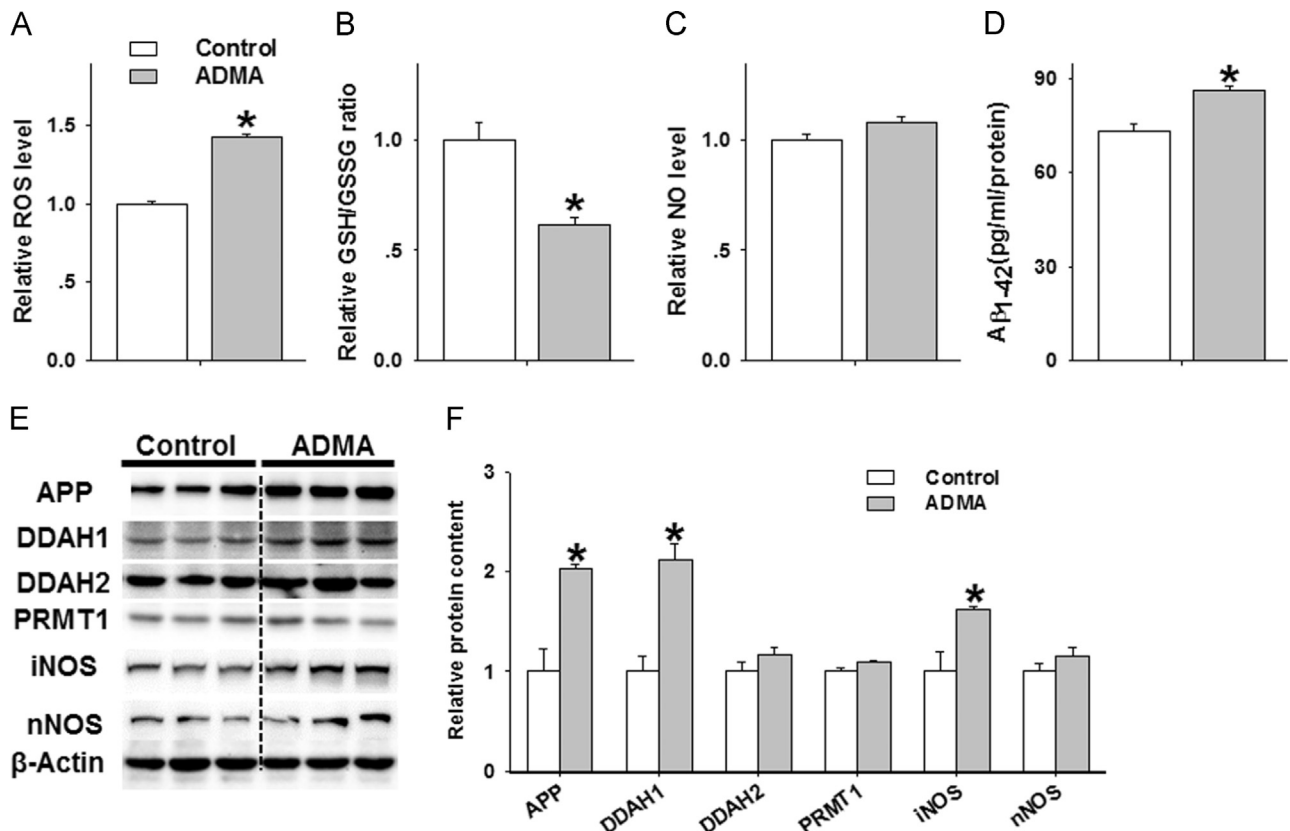 A
Control
ADMA
*
Relative ROS level
1.5
1.0
.5
0.0
B
*
Relative GSH/GSSG ratio
1.0
.5
0.0
C
Relative NO level
1.0
.5
0.0
D
*
Aβ1-42(pg/ml/protein)
90
60
30
0
E
Control ADMA
APP
DDAH1
DDAH2
PRMT1
iNOS
nNOS
β-Actin
F
Control
ADMA
* * *
Relative protein content
3
2
1
0
APP DDAH1 DDAH2 PRMT1 iNOS nNOS